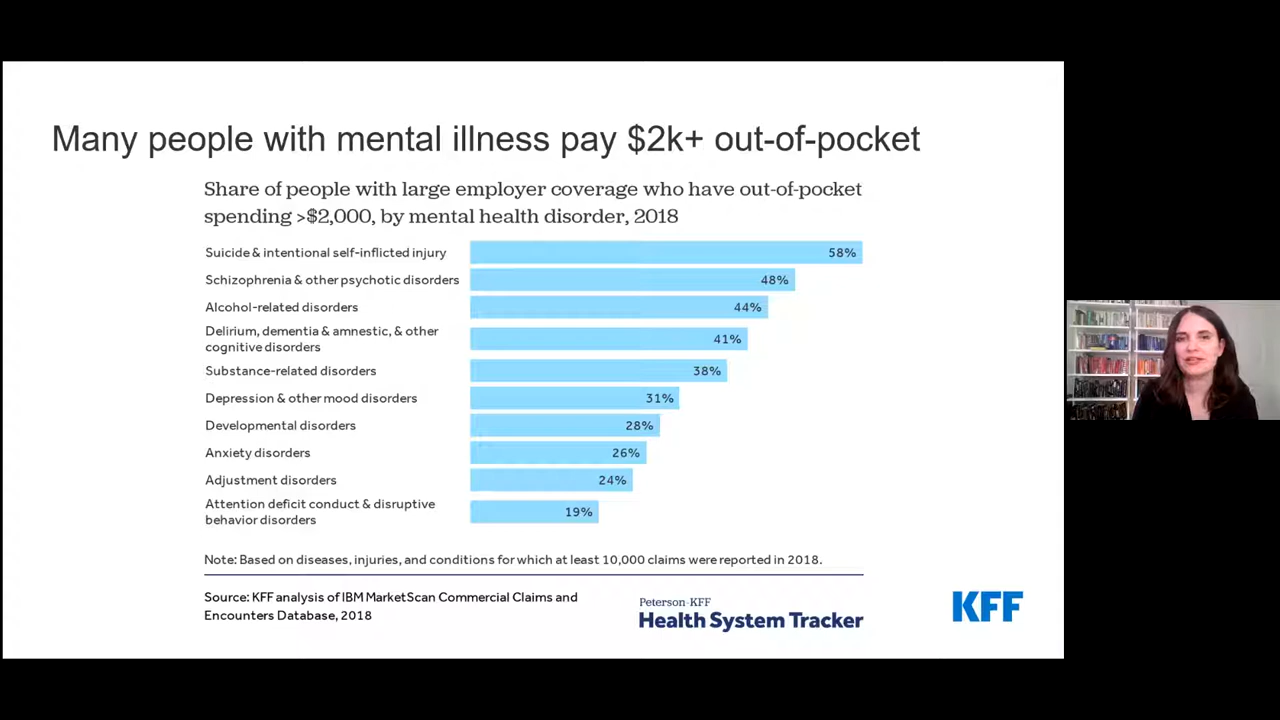 Many people with mental illness pay $2k+ out-of-pocket
Share of people with large employer coverage who have out-of-pocket
spending >$2,000, by mental health disorder, 2018
Suicide & intentional self-inflicted injury 58%
Schizophrenia & other psychotic disorders 48%
Alcohol-related disorders 44%
Delirium, dementia & amnestic, & other
cognitive disorders 41%
Substance-related disorders 38%
Depression & other mood disorders 31%
Developmental disorders 28%
Anxiety disorders 26%
Adjustment disorders 24%
Attention deficit conduct & disruptive
behavior disorders 19%
Note: Based on diseases, injuries, and conditions for which at least 10,000 claims were reported in 2018.
Source: KFF analysis of IBM MarketScan Commercial Claims and
Encounters Database, 2018
Peterson-KFF
Health System Tracker
KFF